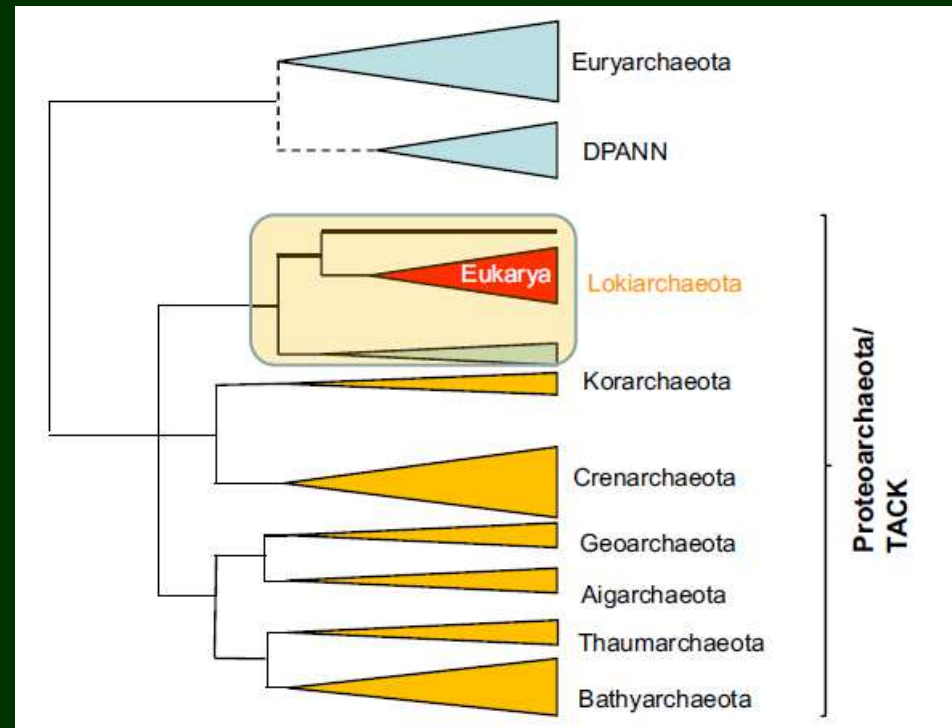 Euryarchaeota
DPANN
Eukarya
Lokiarchaeota
Korarchaeota
Crenarchaeota
Geoarchaeota
Aigarchaeota
Thaumarchaeota
Bathyarchaeota
Proteoarchaeota/
TACK